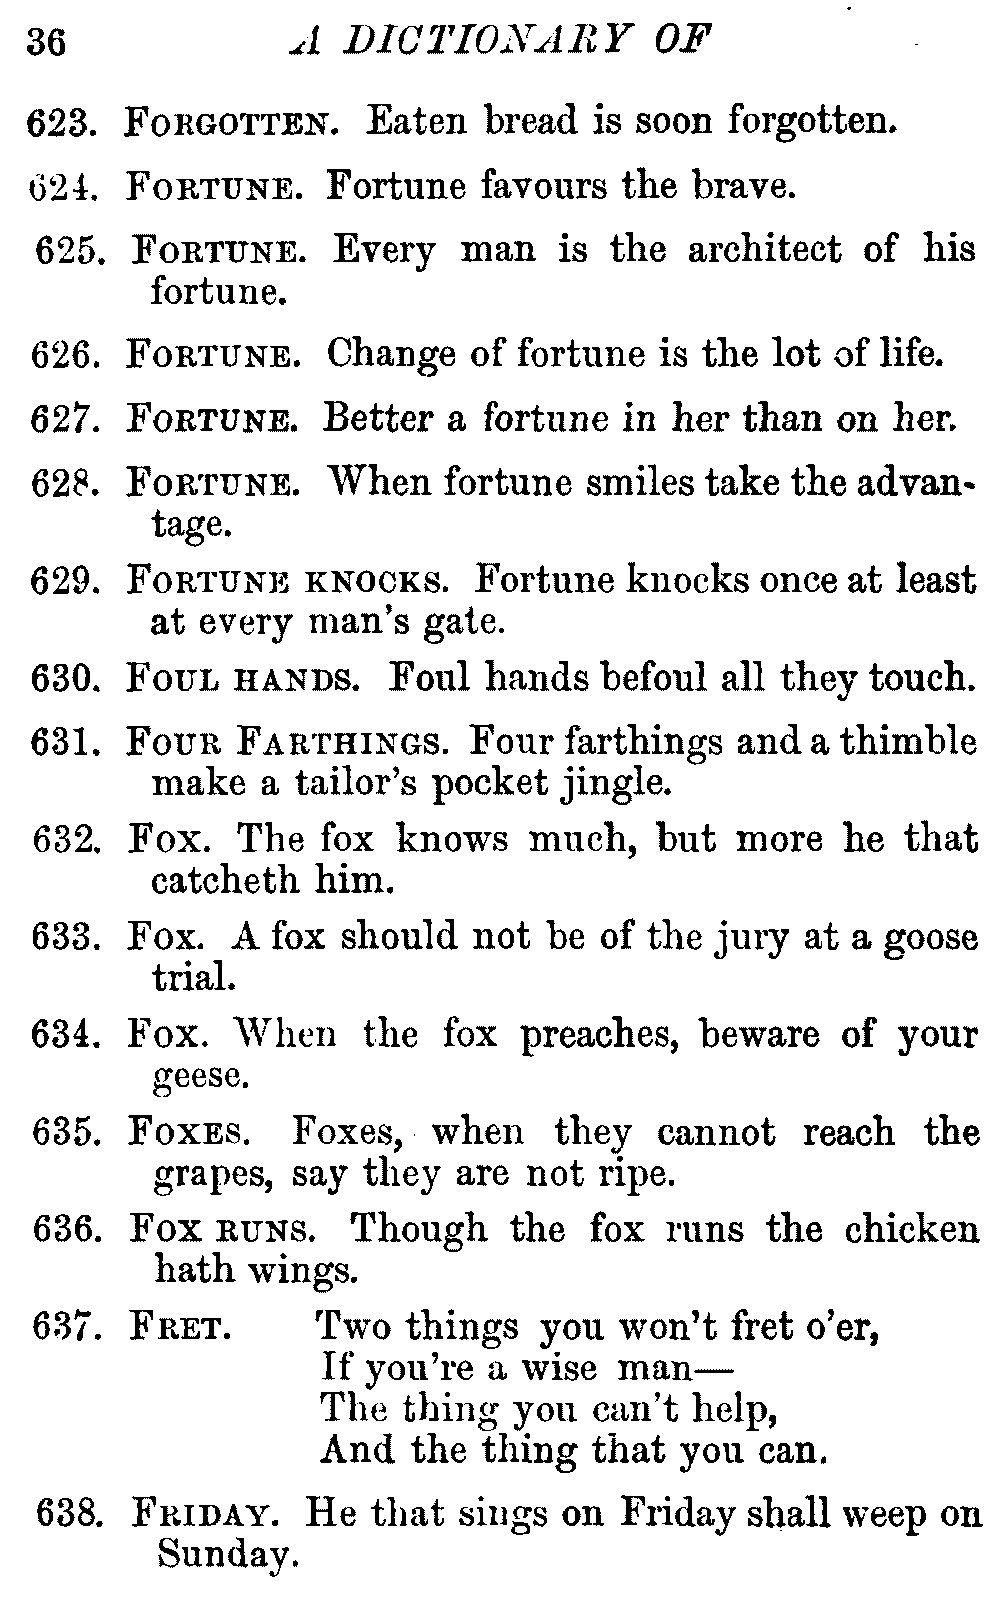 36 A DICTIONARY OF
623. FORGOTTEN. Eaten bread is soon forgotten.
624. FORTUNE. Fortune favours the brave.
625. FORTUNE. Every man is the architect of his
fortune.
626. FORTUNE. Change of fortune is the lot of life.
627. FORTUNE. Better a fortune in her than on her.
628. FORTUNE. When fortune smiles take the advan-
tage.
629. FORTUNE KNOCKS. Fortune knocks once at least
at every man's gate.
630. FOUL HANDS. Foul hands befoul all they touch.
631. FOUR FARTHINGS. Four farthings and a thimble
make a tailor's pocket jingle.
632. FOX. The fox knows much, but more he that
catcheth him.
633. FOX. A fox should not be of the jury at a goose
trial.
634. FOX. When the fox preaches, beware of your
geese.
635. FOXES. Foxes, when they cannot reach the
grapes, say they are not ripe.
636. FOX RUNS. Though the fox runs the chicken
hath wings.
637. FRET. Two things you won't fret o'er,
If you're a wise man—
The thing you can't help,
And the thing that you can.
638. FRIDAY. He that sings on Friday shall weep on
Sunday.